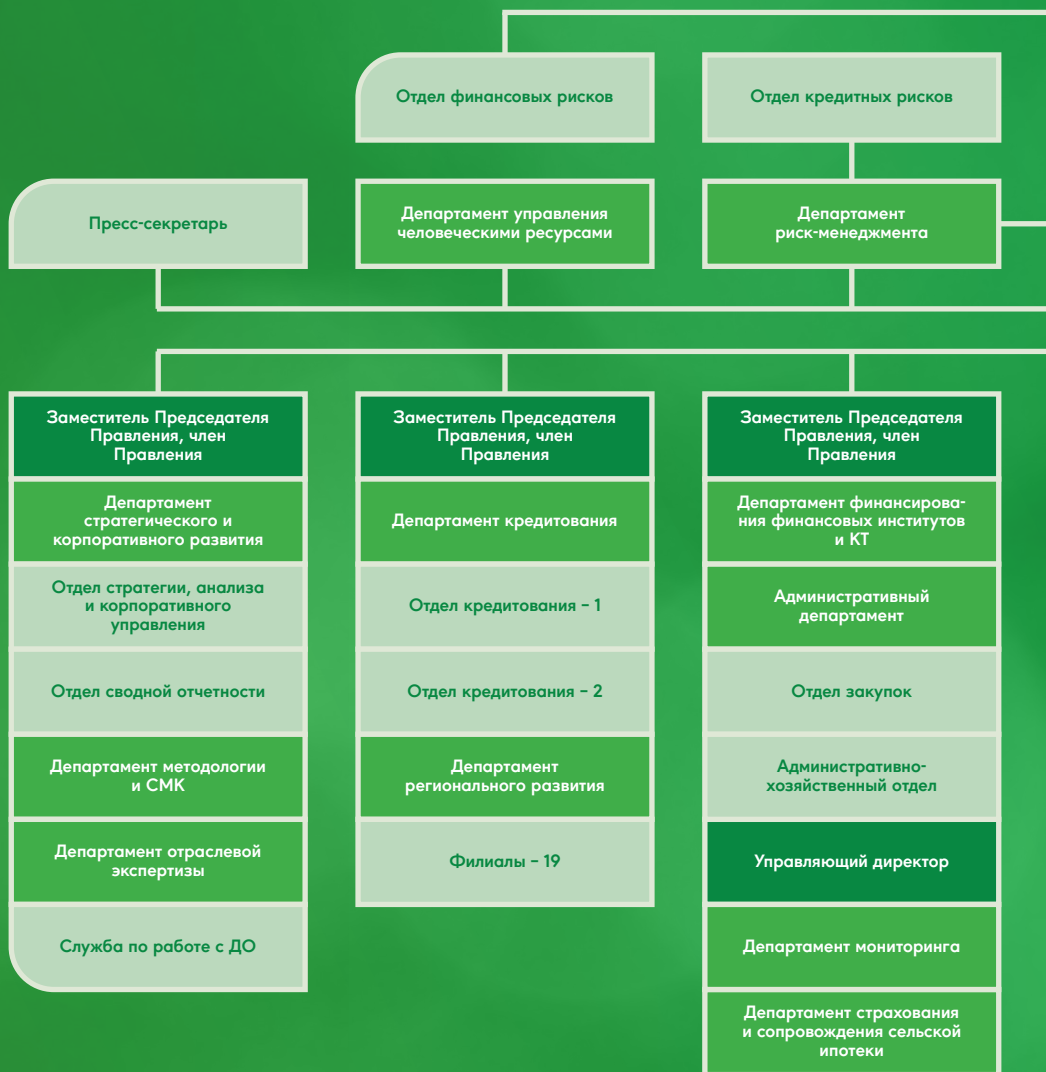 Отдел финансовых рисков
Отдел кредитных рисков
Пресс-секретарь
Департамент управления
человеческими ресурсами
Департамент
риск-менеджмента
Заместитель Председателя
Правления, член
Правления
Департамент
стратегического и
корпоративного развития
Отдел стратегии, анализа
и корпоративного
управления
Отдел сводной отчетности
Департамент методологии
и СМК
Департамент отраслевой
экспертизы
Служба по работе с ДО
Заместитель Председателя
Правления, член
Правления
Департамент кредитования
Отдел кредитования – 1
Отдел кредитования – 2
Департамент
регионального развития
Филиалы – 19
Заместитель Председателя
Правления, член
Правления
Департамент финансирова-
ния финансовых институтов
и КТ
Административный
департамент
Отдел закупок
Административно-
хозяйственный отдел
Управляющий директор
Департамент мониторинга
Департамент страхования
и сопровождения сельской
ипотеки